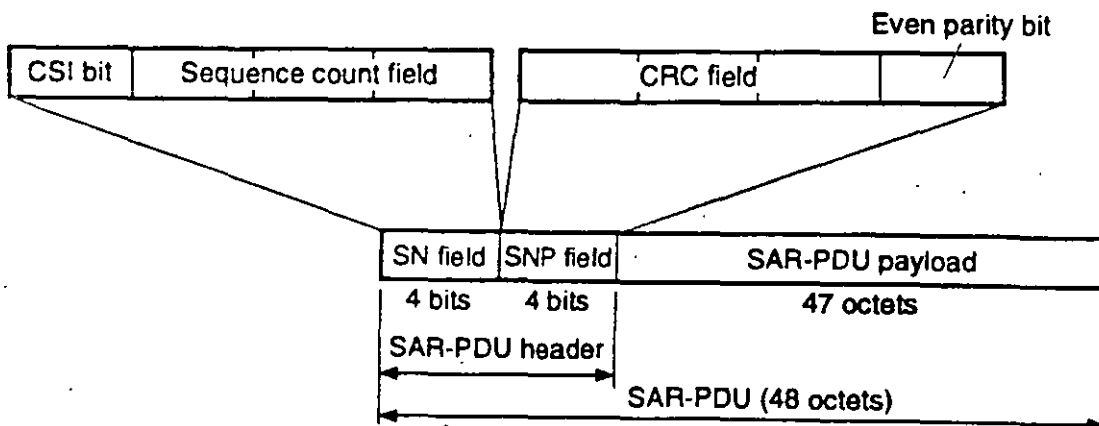 Even parity bit
CSI bit
Sequence count field
CRC field
SN field
SNP field
SAR-PDU payload
4 bits
4 bits
47 octets
SAR-PDU header
SAR-PDU (48 octets)